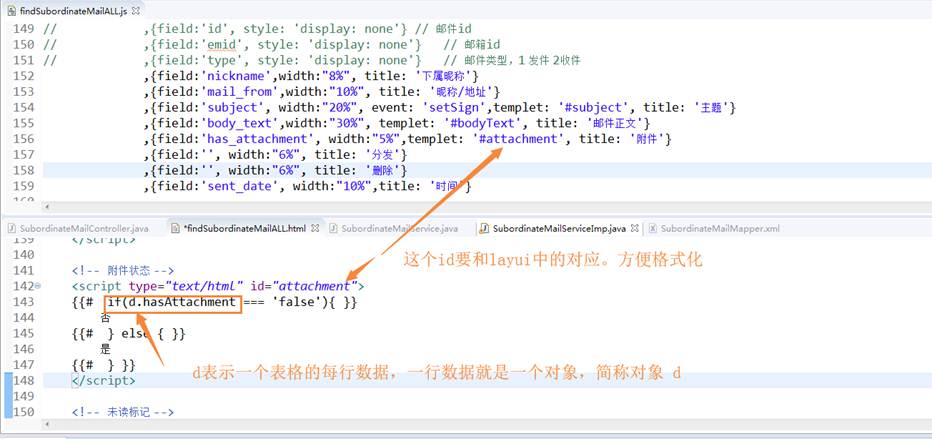 findSubordinateMailALL.js
149 // ,{field:'id', style: 'display: none'} // 邮件id
150 // ,{field:'emid', style: 'display: none'} // 邮箱id
151 // ,{field:'type', style: 'display: none'} // 邮件类型，1 发件 2收件
152 ,{field:'nickname',width:"8%", title: '下属昵称'}
153 ,{field:'mail_from',width:"10%", title: '昵称/地址'}
154 ,{field:'subject', width:"20%", event: 'setSign',templet: '#subject', title: '主题'}
155 ,{field:'body_text',width:"30%", templet: '#bodyText', title: '邮件正文'}
156 ,{field:'has_attachment', width:"5%",templet: '#attachment', title: '附件'}
157 ,{field:'', width:"6%", title: '分发'}
158 ,{field:'', width:"6%", title: '删除'}
159 ,{field:'sent_date', width:"10%",title: '时间'}
SubordinateMailController.java *findSubordinateMailALL.html SubordinateMailService.java SubordinateMailServiceImp.java SubordinateMailMapper.xml
139 </script>
140
141 <!-- 附件状态 -->
142 <script type="text/html" id="attachment">
143 {{# if(d.hasAttachment === 'false'){ }}
144 否
145 {{# } else { }}
146 是
147 {{# } }}
148 </script>
149
150 <!-- 未读标记 -->
这个id要和layui中的对应。方便格式化
d表示一个表格的每行数据，一行数据就是一个对象，简称对象 d